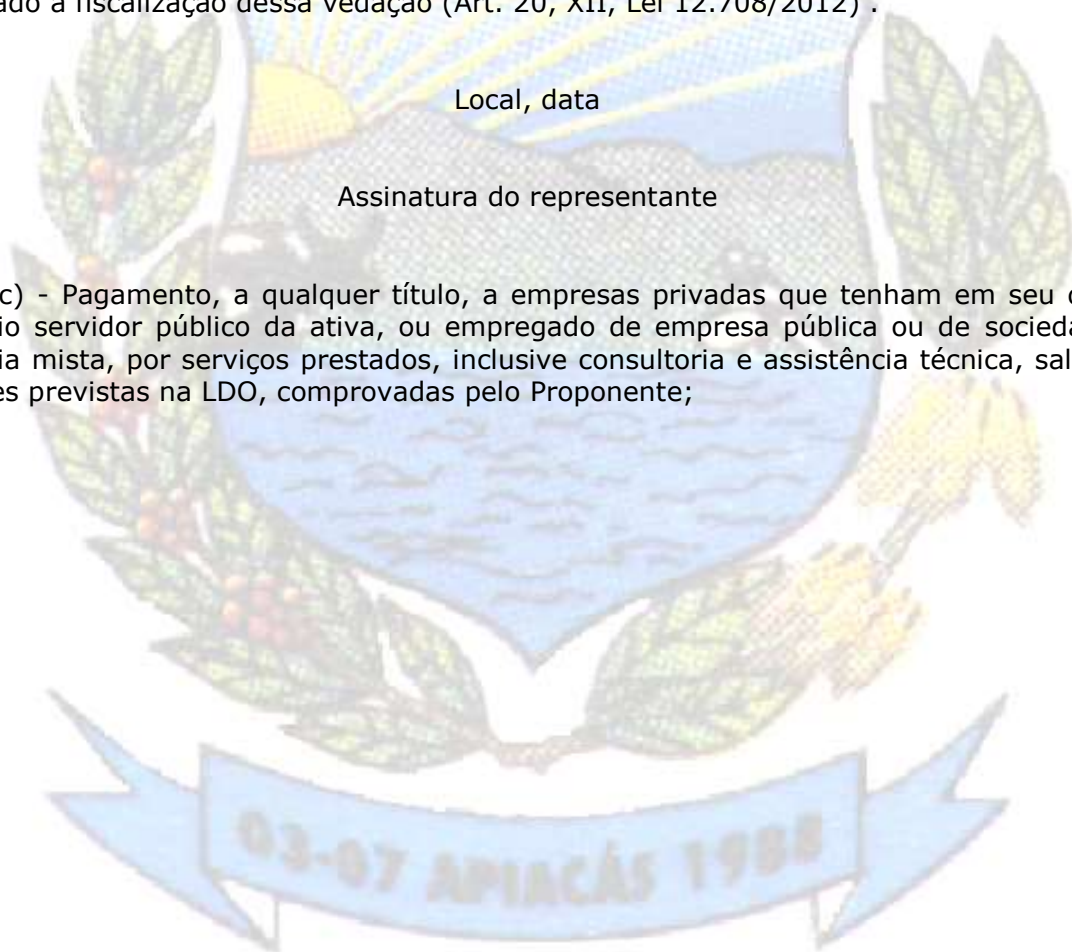 ado à fiscalização dessa vedação (Art. 20, XII, Lei 12.708/2012) .
Local, data
Assinatura do representante
c) - Pagamento, a qualquer título, a empresas privadas que tenham em seu
io servidor público da ativa, ou empregado de empresa pública ou de sociedá
ia mista, por serviços prestados, inclusive consultoria e assistência técnica, sal
es previstas na LDO, comprovadas pelo Proponente;
03-07 APIACÁS 1988